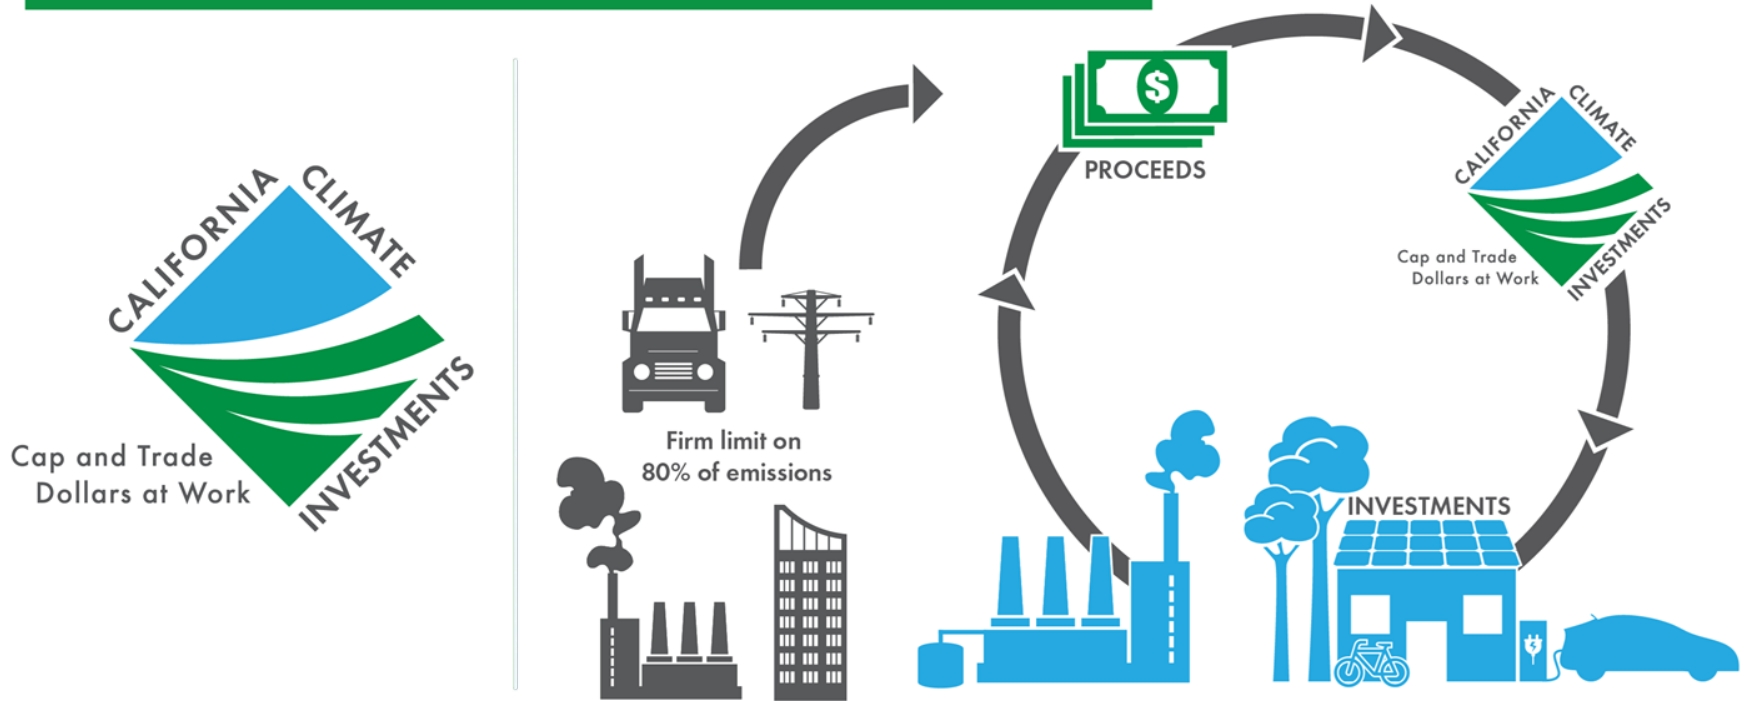 CALIFORNIA
CLIMATE
INVESTMENTS
Cap and Trade
Dollars at Work
Firm limit on
80% of emissions
$
PROCEEDS
CALIFORNIA
CLIMATE
INVESTMENTS
Cap and Trade
Dollars at Work
INVESTMENTS